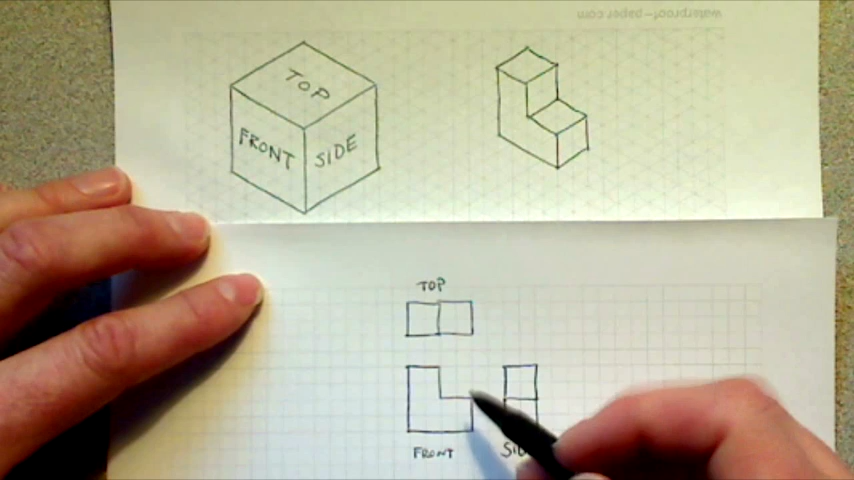 waterproof-paper.com
TOP
FRONT
SIDE
TOP
FRONT